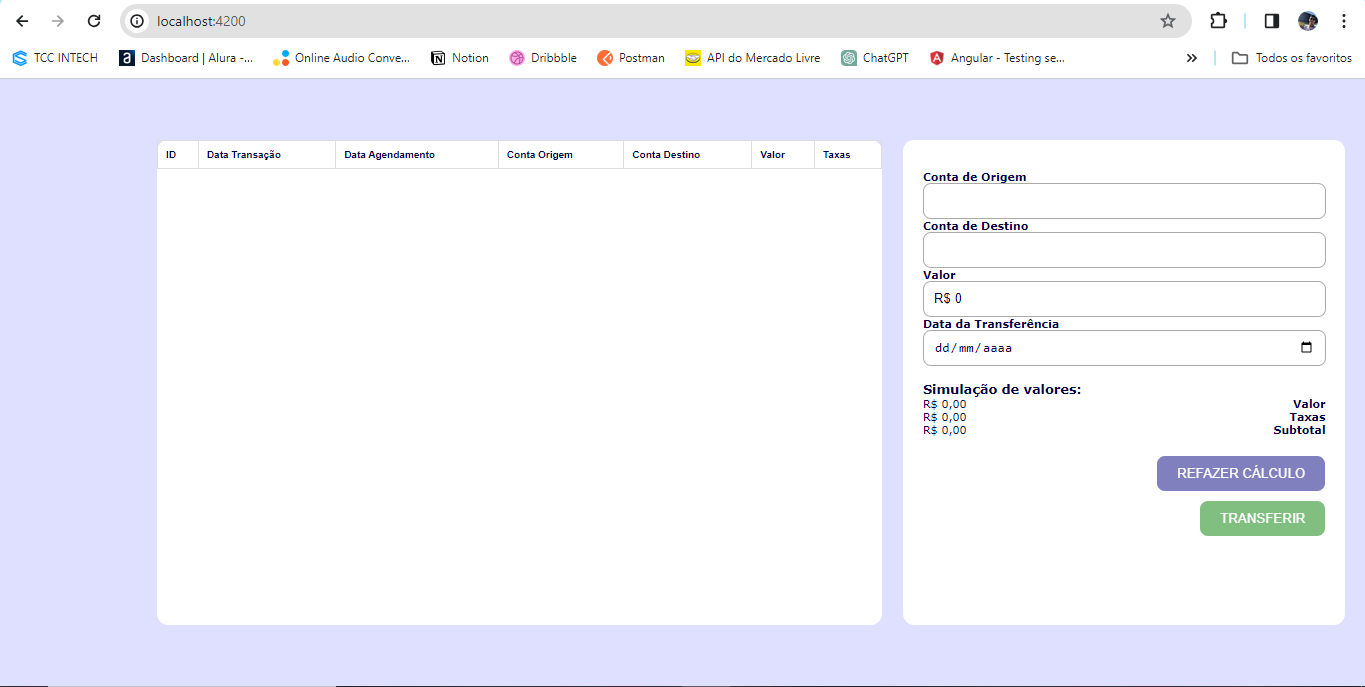 localhost:4200
TCC INTECH
Dashboard | Alura -...
Online Audio Conve...
Notion
Dribbble
Postman
API do Mercado Livre
ChatGPT
Angular - Testing se...
Todos os favoritos
ID Data Transação Data Agendamento Conta Origem Conta Destino Valor Taxas
Conta de Origem
Conta de Destino
Valor
R$ 0
Data da Transferência
dd/mm/aaaa
Simulação de valores:
R$ 0,00 Valor
R$ 0,00 Taxas
R$ 0,00 Subtotal
REFAZER CÁLCULO
TRANSFERIR